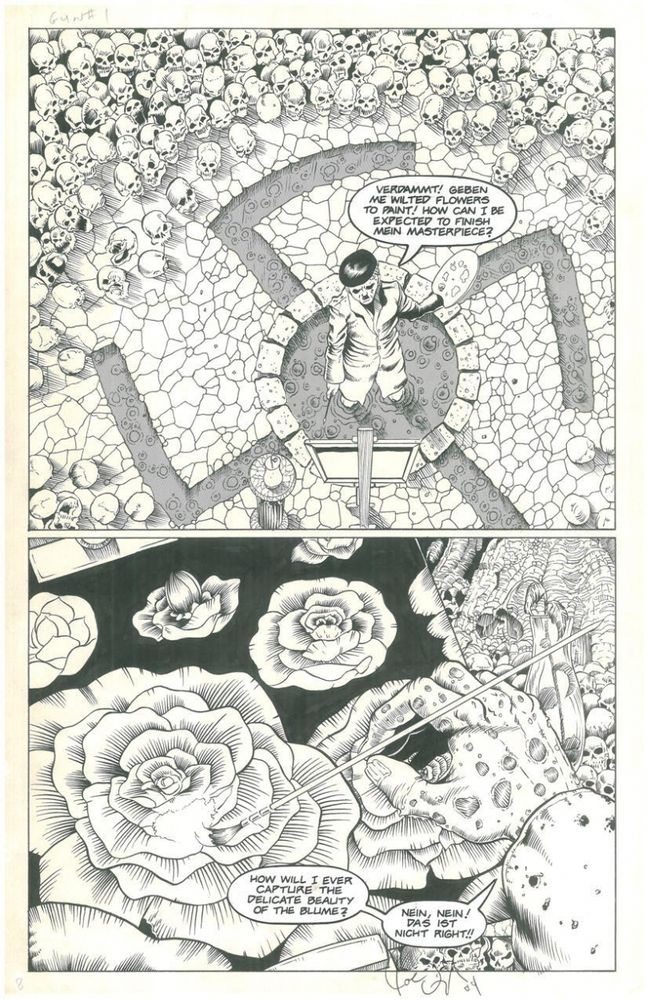 VERDAMMT! GEBEN
ME WILTED FLOWERS
TO PAINT! HOW CAN I BE
EXPECTED TO FINISH
MEIN MASTERPIECE?
HOW WILL I EVER
CAPTURE THE
DELICATE BEAUTY
OF THE BLUME?
NEIN, NEIN!
DAS IST
NICHT RIGHT!!
8